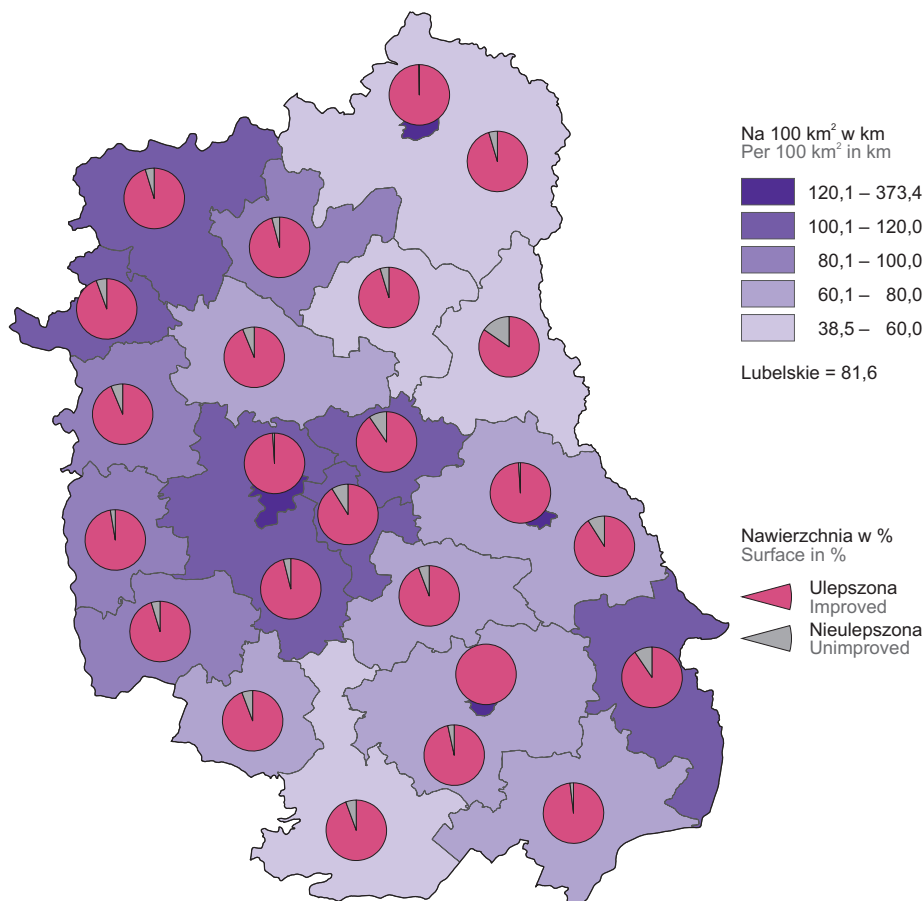 Na 100 km² w km
Per 100 km² in km
120,1 – 373,4
100,1 – 120,0
80,1 – 100,0
60,1 – 80,0
38,5 – 60,0
Lubelskie = 81,6
Nawierzchnia w %
Surface in %
Ulepszona
Improved
Nieulepszona
Unimproved